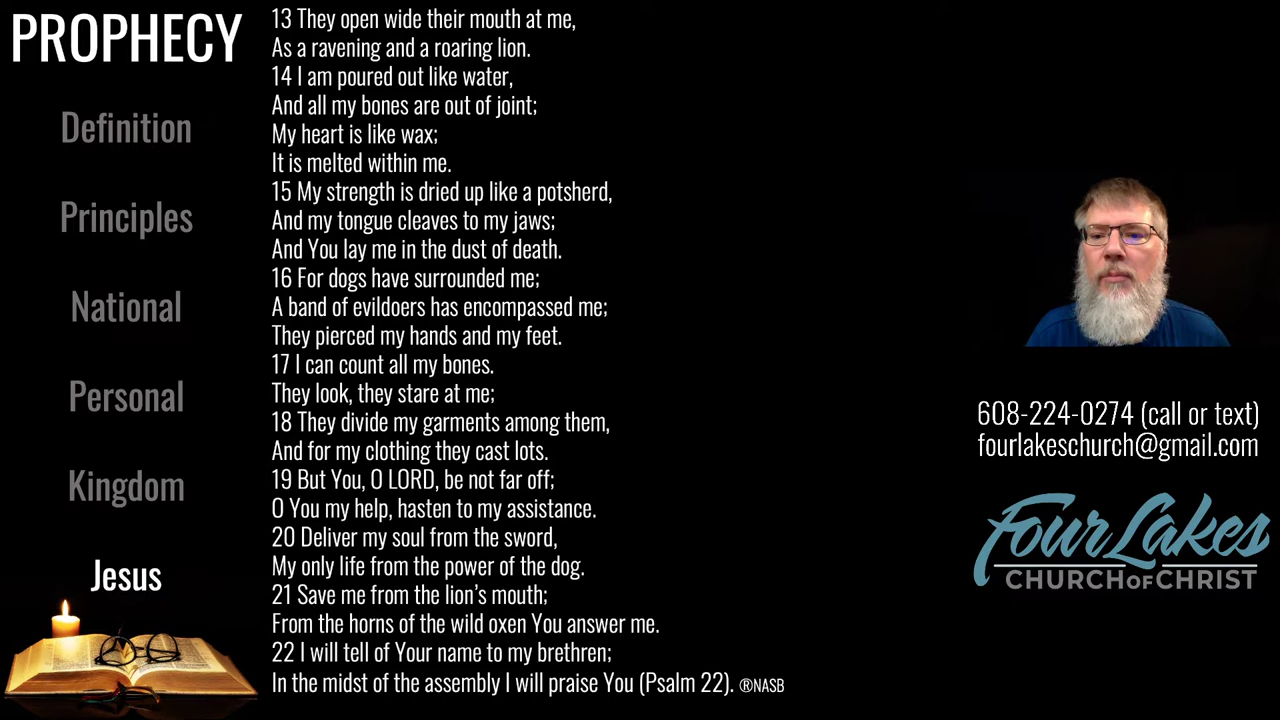 PROPHECY
Definition
Principles
National
Personal
Kingdom
Jesus
13 They open wide their mouth at me,
As a ravening and a roaring lion.
14 I am poured out like water,
And all my bones are out of joint;
My heart is like wax;
It is melted within me.
15 My strength is dried up like a potsherd,
And my tongue cleaves to my jaws;
And You lay me in the dust of death.
16 For dogs have surrounded me;
A band of evildoers has encompassed me;
They pierced my hands and my feet.
17 I can count all my bones.
They look, they stare at me;
18 They divide my garments among them,
And for my clothing they cast lots.
19 But You, O LORD, be not far off;
O You my help, hasten to my assistance.
20 Deliver my soul from the sword,
My only life from the power of the dog.
21 Save me from the lion’s mouth;
From the horns of the wild oxen You answer me.
22 I will tell of Your name to my brethren;
In the midst of the assembly I will praise You (Psalm 22). ®NASB
608-224-0274 (call or text)
fourlakeschurch@gmail.com
Four Lakes
CHURCH OF CHRIST